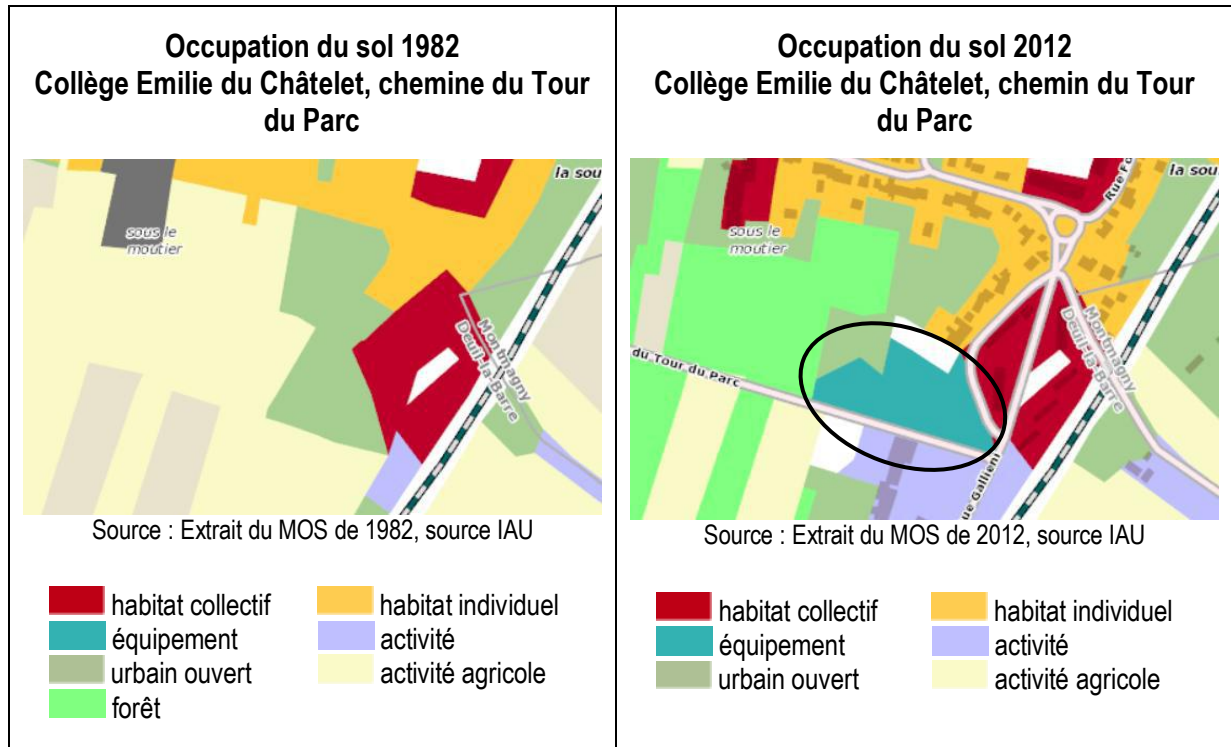 Occupation du sol 1982
Collège Emilie du Châtelet, chemine du Tour
du Parc
la sou
sous le
moutier
Montmagny
Deuil-la-Barre
Source : Extrait du MOS de 1982, source IAU
habitat collectif
habitat individuel
équipement
activité
urbain ouvert
activité agricole
forêt
Occupation du sol 2012
Collège Emilie du Châtelet, chemin du Tour
du Parc
la sou
Rue Fo
sous le
moutier
du Tour du Parc
Montmagny
Deuil-la-Barre
ue Gallieni
Source : Extrait du MOS de 2012, source IAU
habitat collectif
habitat individuel
équipement
activité
urbain ouvert
activité agricole